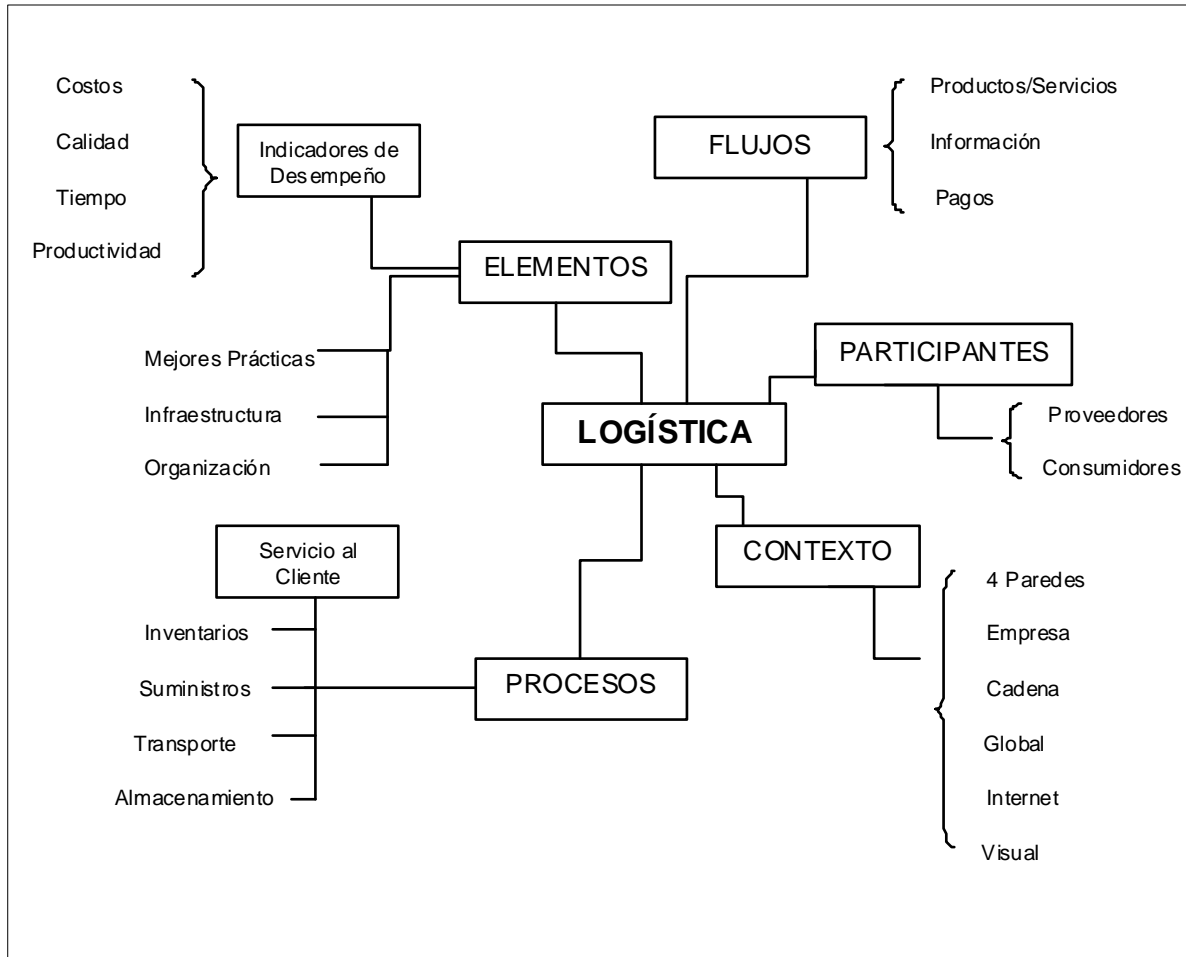 Costos
Calidad
Tiempo
Productividad
Indicadores de
Desempeño
FLUJOS
Productos/Servicios
Información
Pagos
ELEMENTOS
Mejores Prácticas
Infraestructura
Organización
PARTICIPANTES
Proveedores
Consumidores
LOGÍSTICA
CONTEXTO
4 Paredes
Empresa
Cadena
Global
Internet
Visual
Servicio al
Cliente
Inventarios
Suministros
Transporte
Almacenamiento
PROCESOS